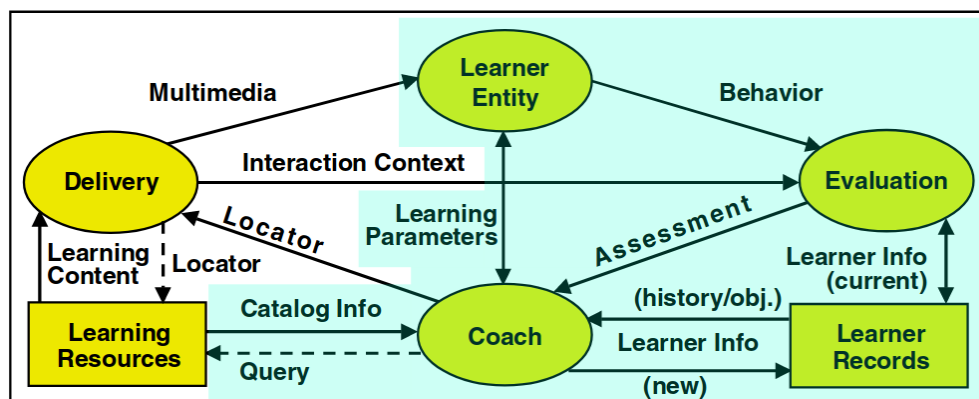 Learner
Entity
Multimedia
Behavior
Delivery
Interaction Context
Evaluation
Learning
Parameters
Locator
Assessment
Learning
Content
Locator
Learner Info
(current)
Learning
Resources
Catalog Info
Query
Coach
(history/obj.)
Learner Info
(new)
Learner
Records